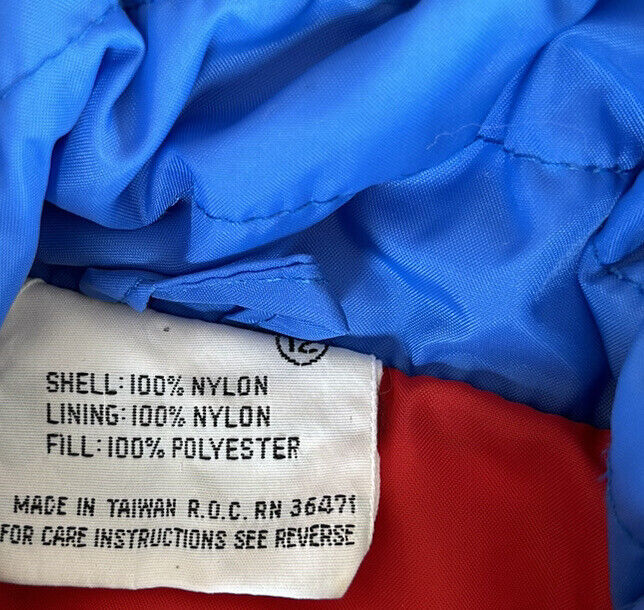 12
SHELL: 100% NYLON
LINING: 100% NYLON
FILL: 100% POLYESTER
MADE IN TAIWAN R.O.C. RN 36471
FOR CARE INSTRUCTIONS SEE REVERSE